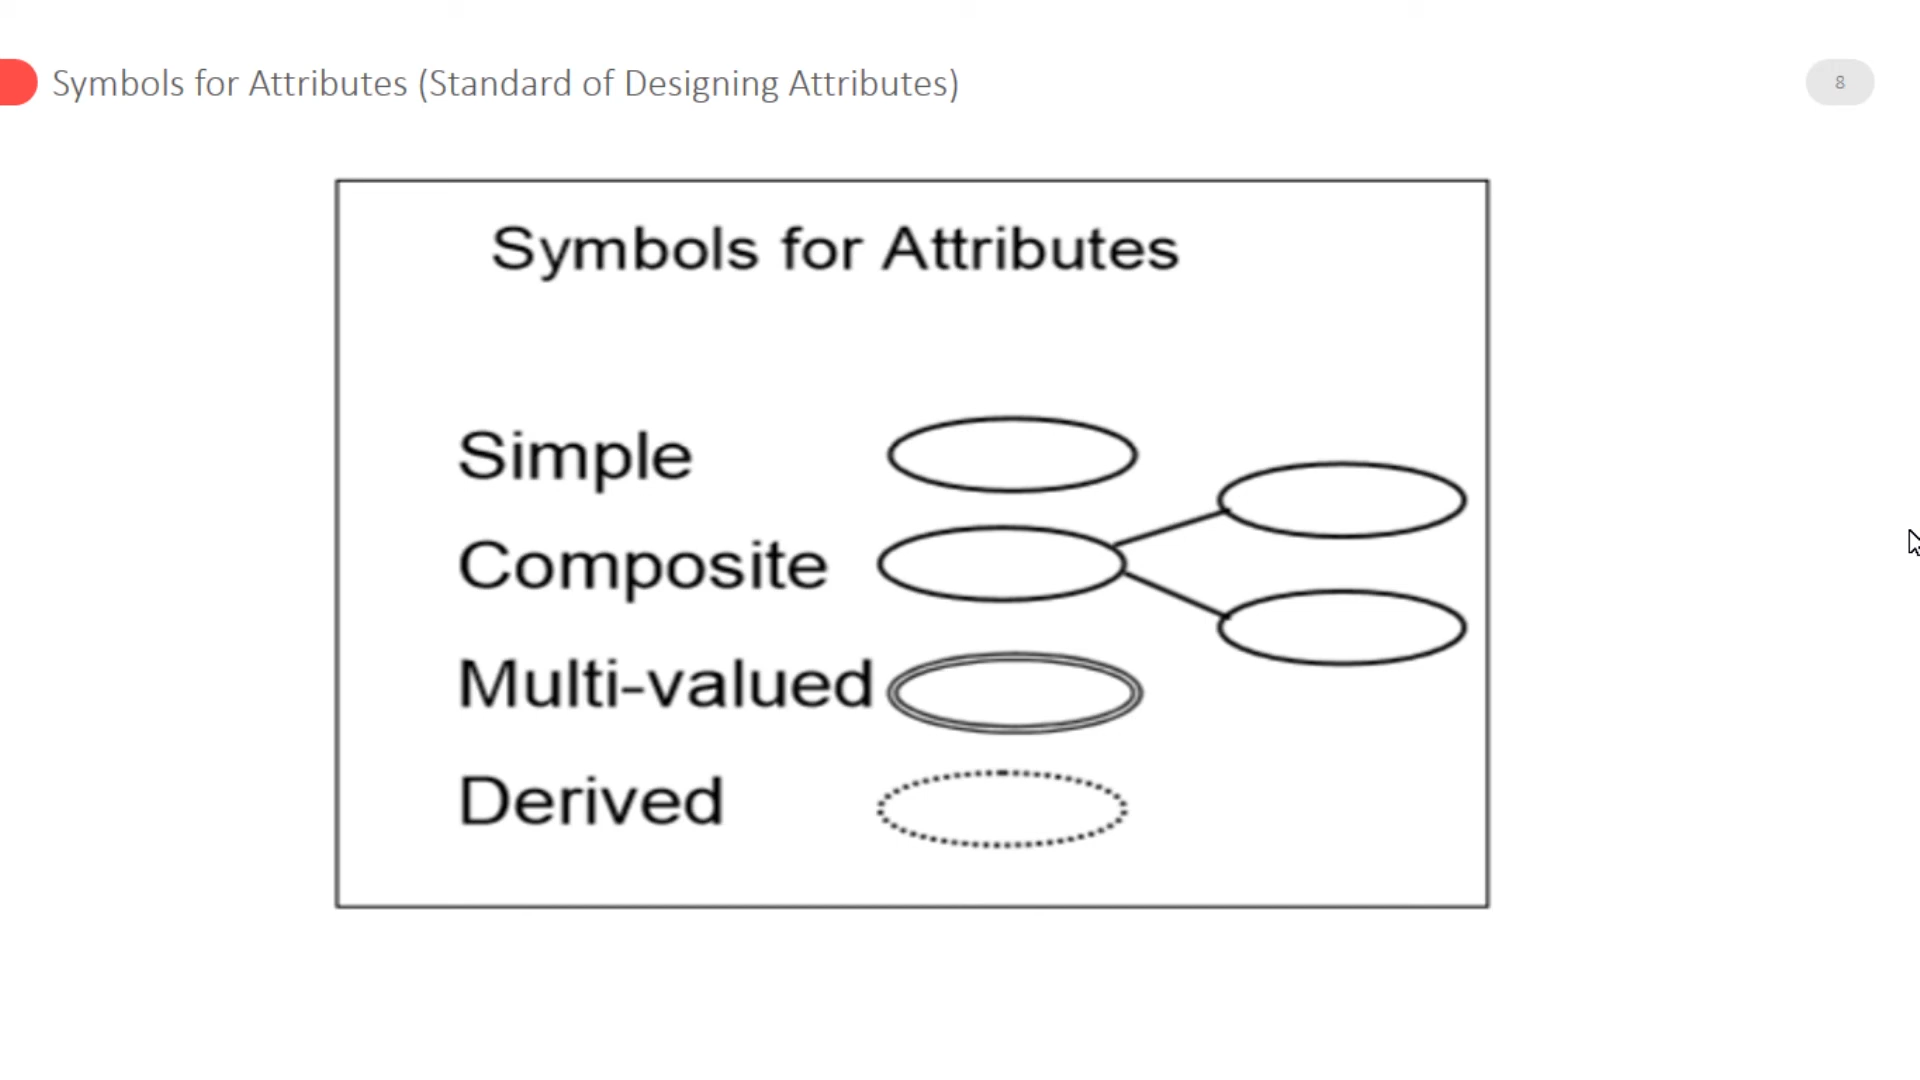 Symbols for Attributes (Standard of Designing Attributes)
8
Symbols for Attributes
Simple
Composite
Multi-valued
Derived